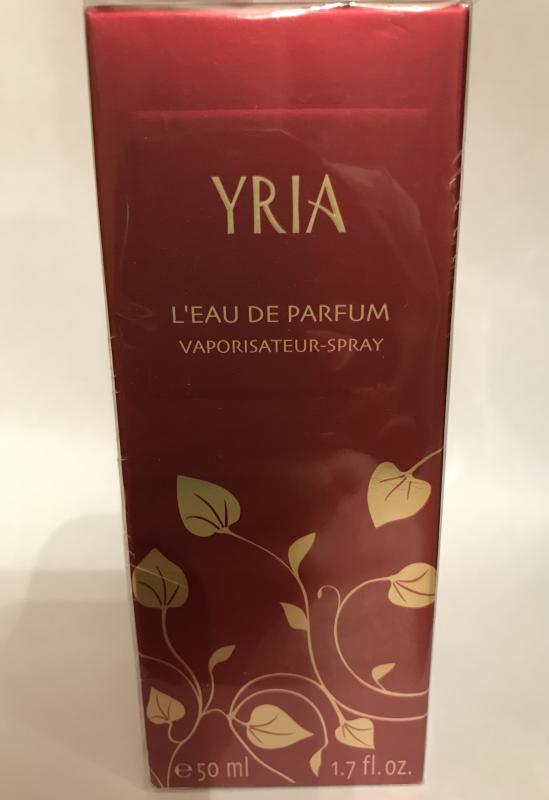 YRIA
L'EAU DE PARFUM
VAPORISATEUR-SPRAY
℮50 ml 1.7 fl.oz.